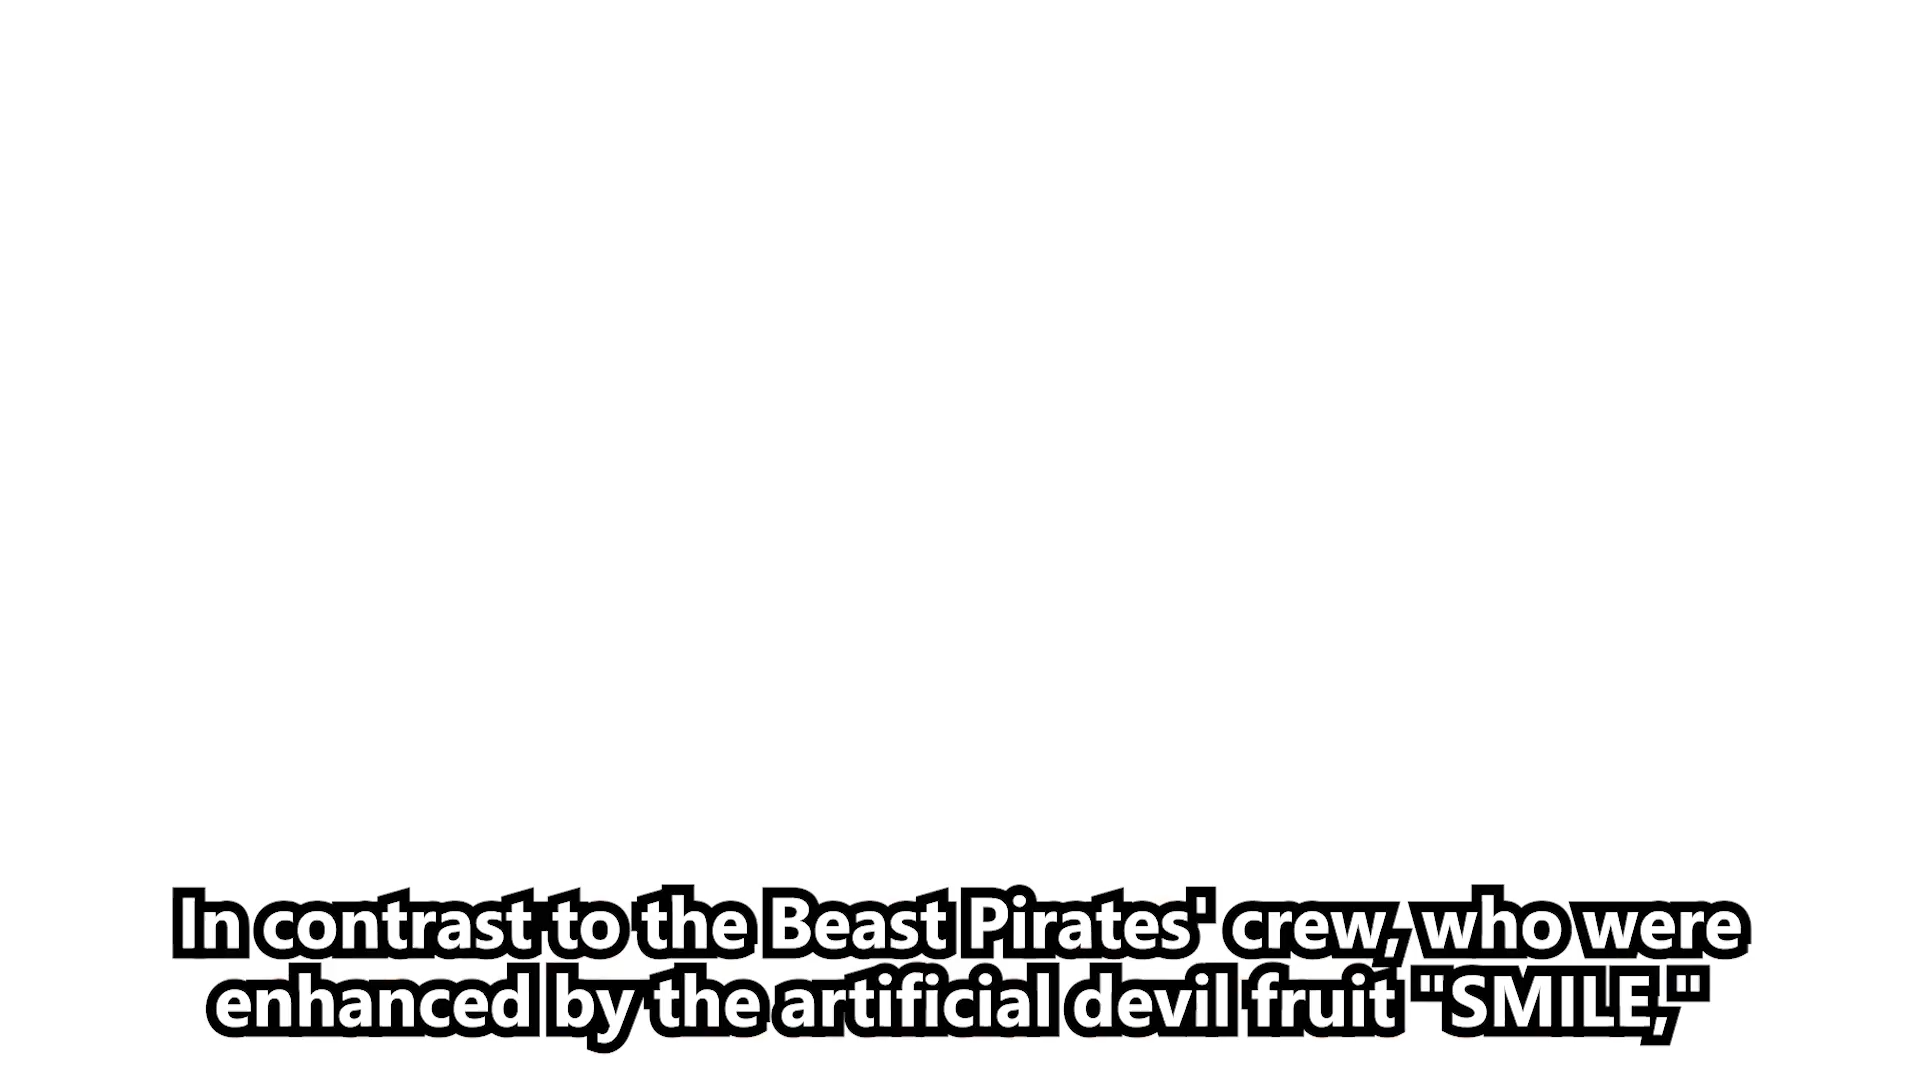 In contrast to the Beast Pirates' crew, who were
enhanced by the artificial devil fruit "SMILE,"